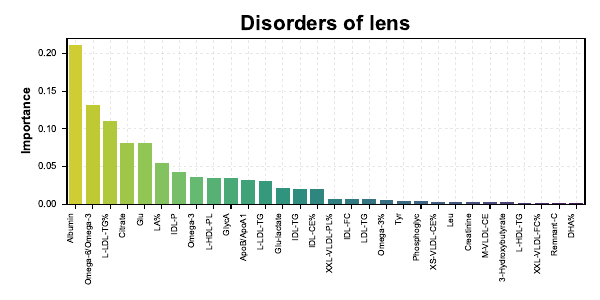 Disorders of lens
Importance
0.20
0.15
0.10
0.05
0.00
Albumin
Omega-6/Omega-3
L-LDL-TG%
Citrate
Glu
LA%
IDL-P
Omega-3
L-HDL-PL
GlycA
ApoB/ApoA1
L-LDL-TG
Glu-lactate
IDL-TG
IDL-CE%
XXL-VLDL-PL%
IDL-FC
LDL-TG
Omega-3%
Tyr
Phosphoglyc
XS-VLDL-CE%
Leu
Creatinine
M-VLDL-CE
3-Hydroxybutyrate
L-HDL-TG
XXL-VLDL-FC%
Remnant-C
DHA%